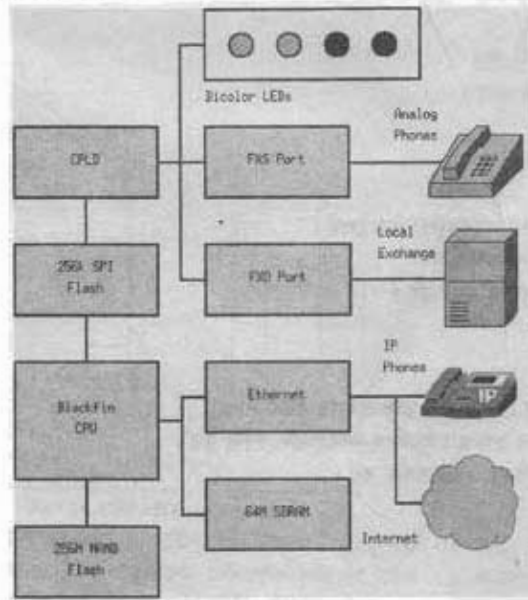 Bicolor LEDs
Analog
Phones
CPLD
FXS Port
Local
Exchange
256k SPI
Flash
FXO Port
IP
Phones
Blackfin
CPU
Ethernet
64M SDRAM
Internet
256M NAND
Flash